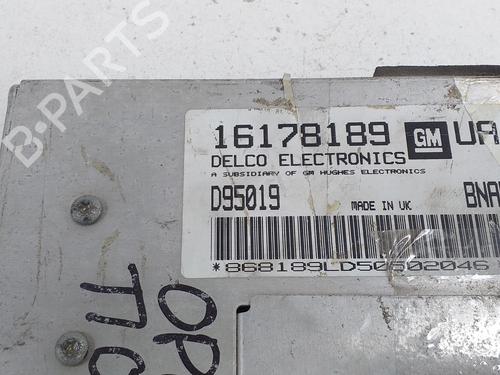 B-PARTS
16178189 GM UA
DELCO ELECTRONICS
A SUBSIDIARY OF GM HUGHES ELECTRONICS
D95019 MADE IN UK BNA
*868189LD50502046